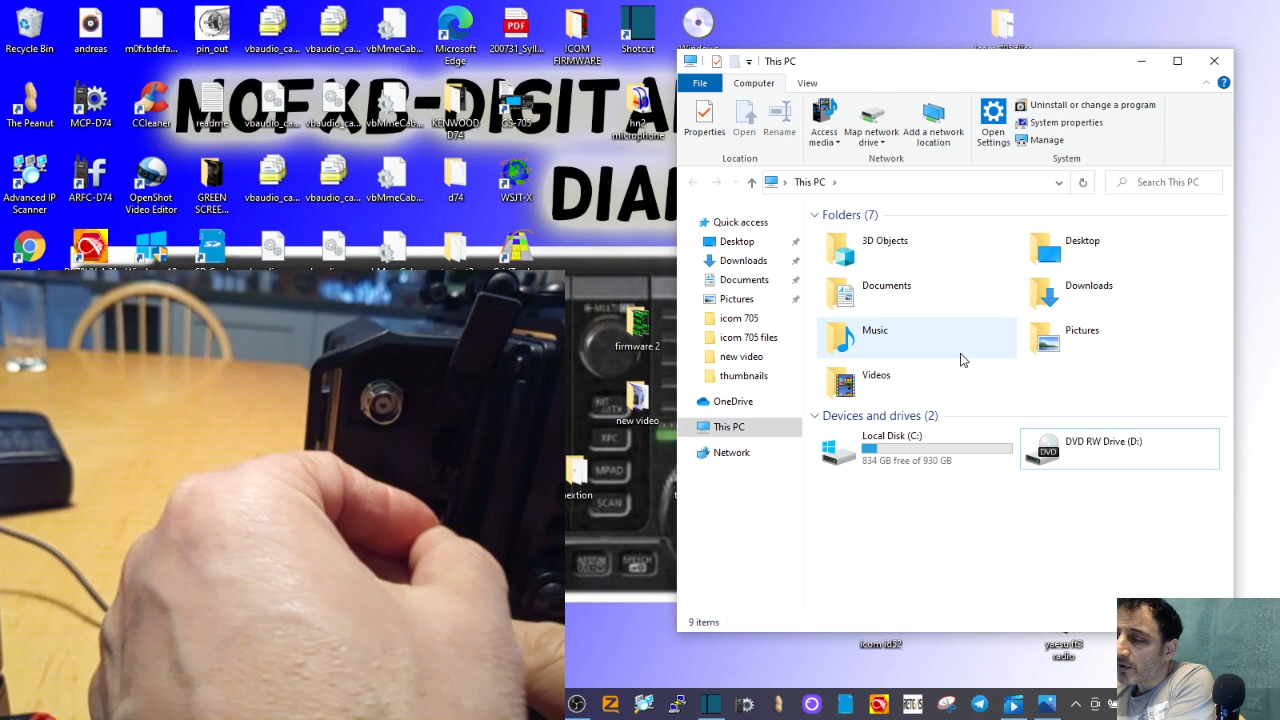 Recycle Bin
andreas
m0fxbdefa...
pin_out
vbaudio_ca...
vbaudio_ca...
vbMmeCab...
Microsoft Edge
PDF
200731_Syll...
ICOM FIRMWARE
Shotcut
The Peanut
MCP-D74
CCleaner
readme
vbaudio_ca...
vbaudio_ca...
vbMmeCab...
KENWOOD D74
CS-705
hn? microphone
DIGITA
Advanced IP Scanner
ARFC-D74
OpenShot Video Editor
GREEN SCREE...
vbaudio_ca...
vbaudio_ca...
vbMmeCab...
d74
WSJT-X
DIA
firmware 2
new video
XFC
MPAD
SCAN
SPEECH
This PC
File
Computer
View
Properties
Open
Rename
Access media
Map network drive
Add a network location
Open Settings
Uninstall or change a program
System properties
Manage
Location
Network
System
This PC
Search This PC
Quick access
Desktop
Downloads
Documents
Pictures
icom 705
icom 705 files
new video
thumbnails
OneDrive
This PC
Network
Folders (7)
3D Objects
Desktop
Documents
Downloads
Music
Pictures
Videos
Devices and drives (2)
Local Disk (C:)
834 GB free of 930 GB
DVD
DVD RW Drive (D:)
9 items
icom id52
yaesu ft3 radio